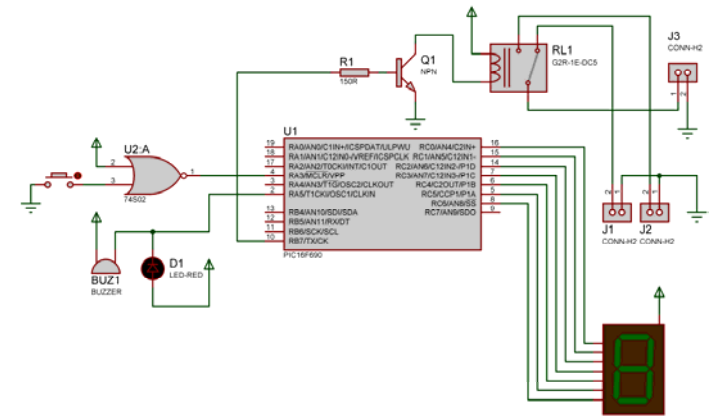 J3
CONN-H2
1
2
RL1
G2R-1E-DC5
R1
150R
Q1
NPN
U2:A
2
3
1
74S02
U1
19 RA0/AN0/C1IN+/ICSPDAT/ULPWU RC0/AN4/C2IN+ 16
18 RA1/AN1/C12IN0-/VREF/ICSPCLK RC1/AN5/C12IN1- 15
17 RA2/AN2/T0CKI/INT/C1OUT RC2/AN6/C12IN2-/P1D 14
4 RA3/MCLR/VPP RC3/AN7/C12IN3-/P1C 7
3 RA4/AN3/T1G/OSC2/CLKOUT RC4/C2OUT/P1B 6
2 RA5/T1CKI/OSC1/CLKIN RC5/CCP1/P1A 5
RC6/AN8/SS 8
13 RB4/AN10/SDI/SDA RC7/AN9/SDO 9
12 RB5/AN11/RX/DT
11 RB6/SCK/SCL
10 RB7/TX/CK
PIC16F690
BUZ1
BUZZER
D1
LED-RED
2
1
2
1
J1
CONN-H2
J2
CONN-H2